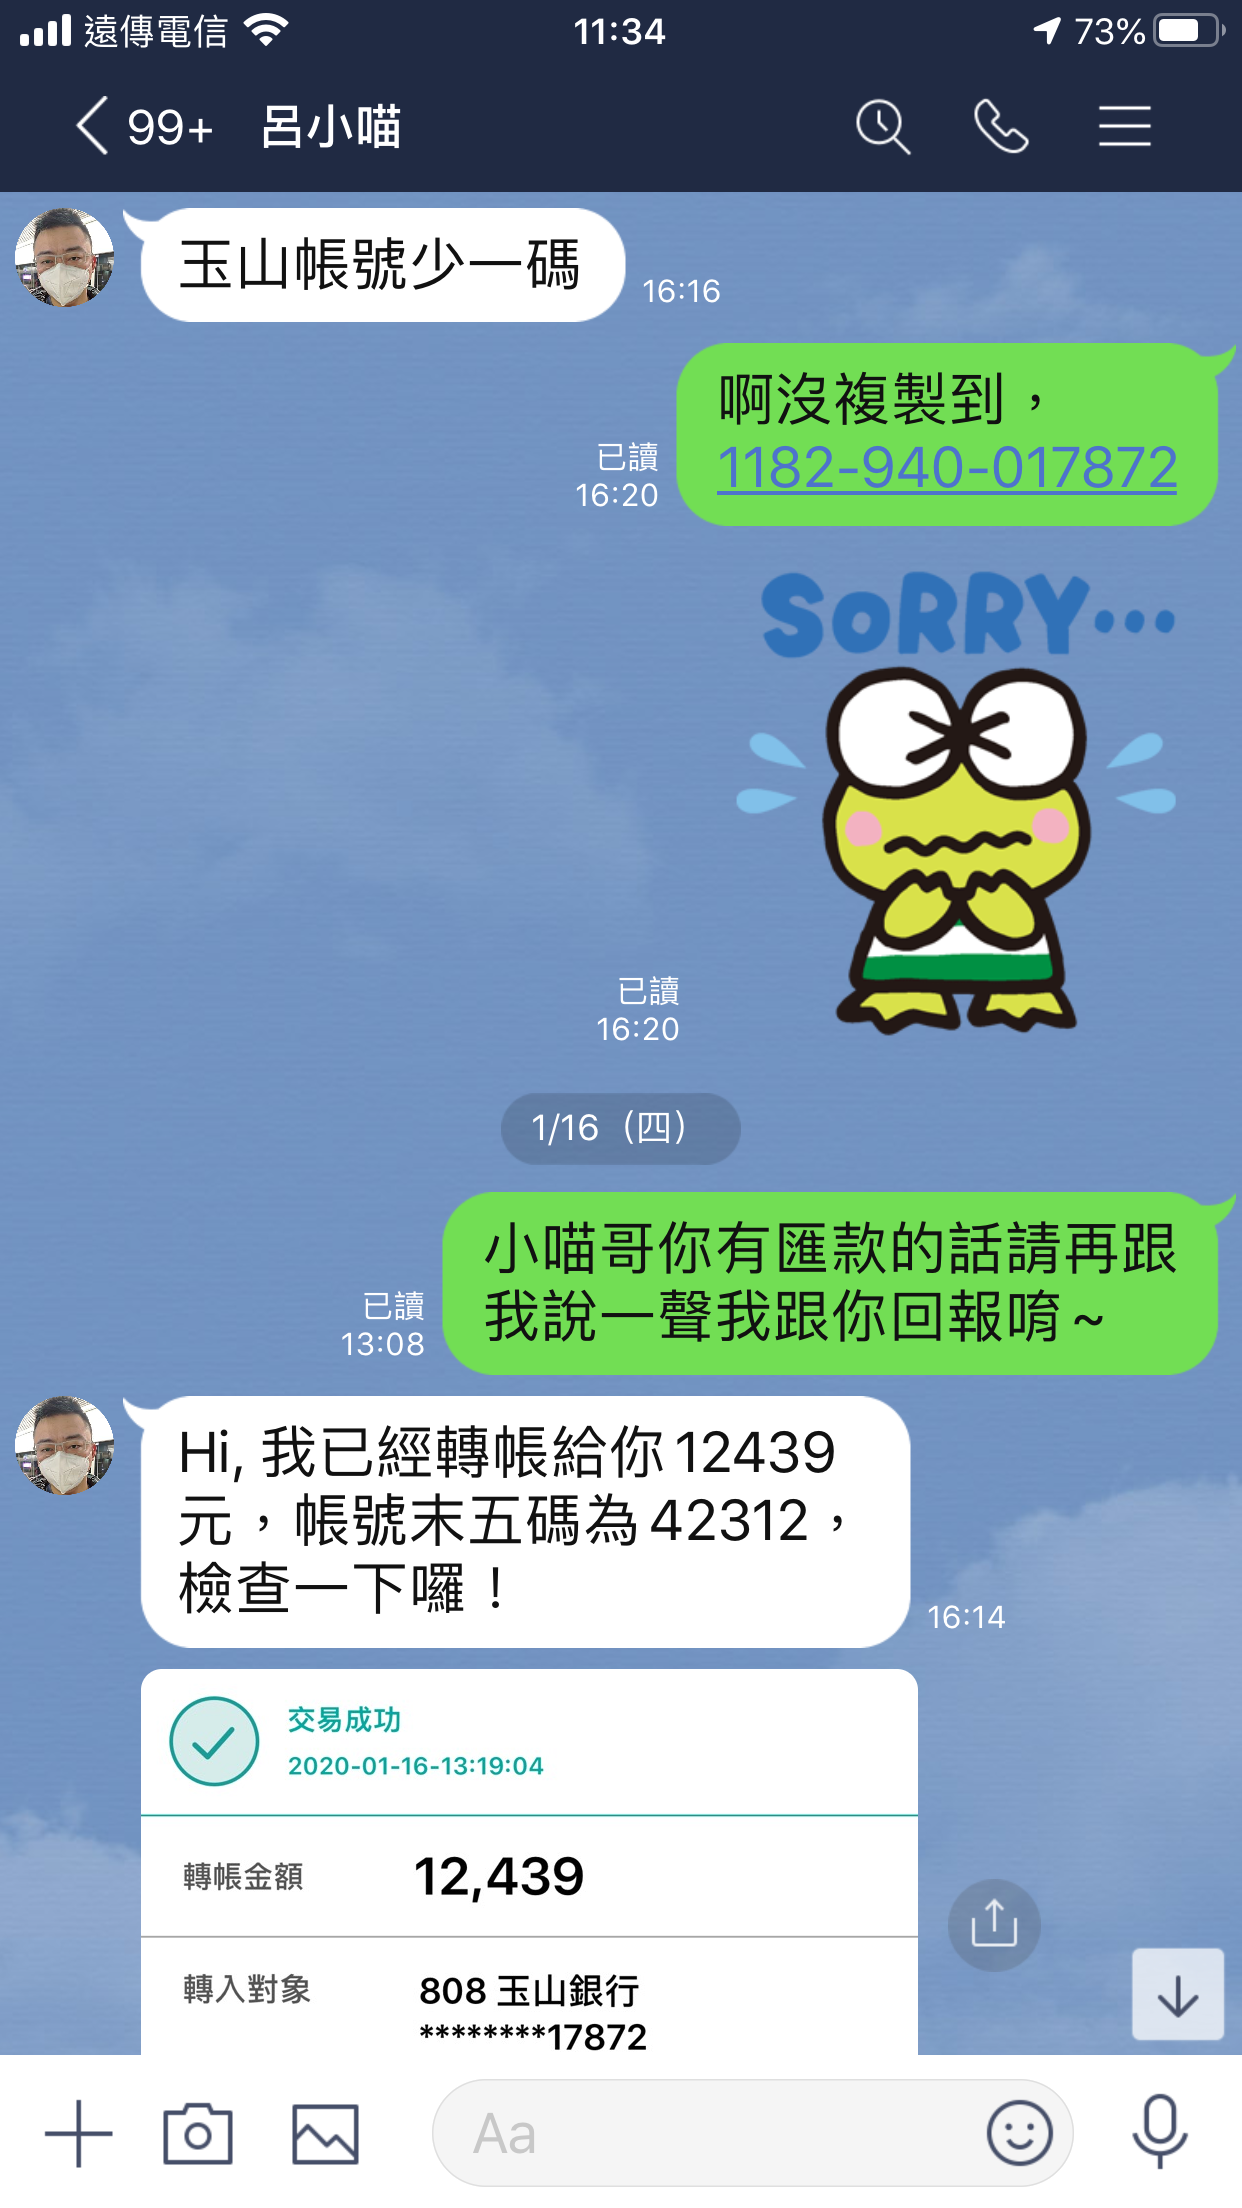 遠傳電信
11:34
73%
99+ 呂小喵
玉山帳號少一碼
16:16
啊沒複製到，
1182-940-017872
已讀
16:20
SORRY...
已讀
16:20
1/16（四）
小喵哥你有匯款的話請再跟
我說一聲我跟你回報唷~
已讀
13:08
Hi, 我已經轉帳給你12439
元，帳號末五碼為42312，
檢查一下囉！
16:14
交易成功
2020-01-16-13:19:04
轉帳金額 12,439
轉入對象 808 玉山銀行
********17872
Aa